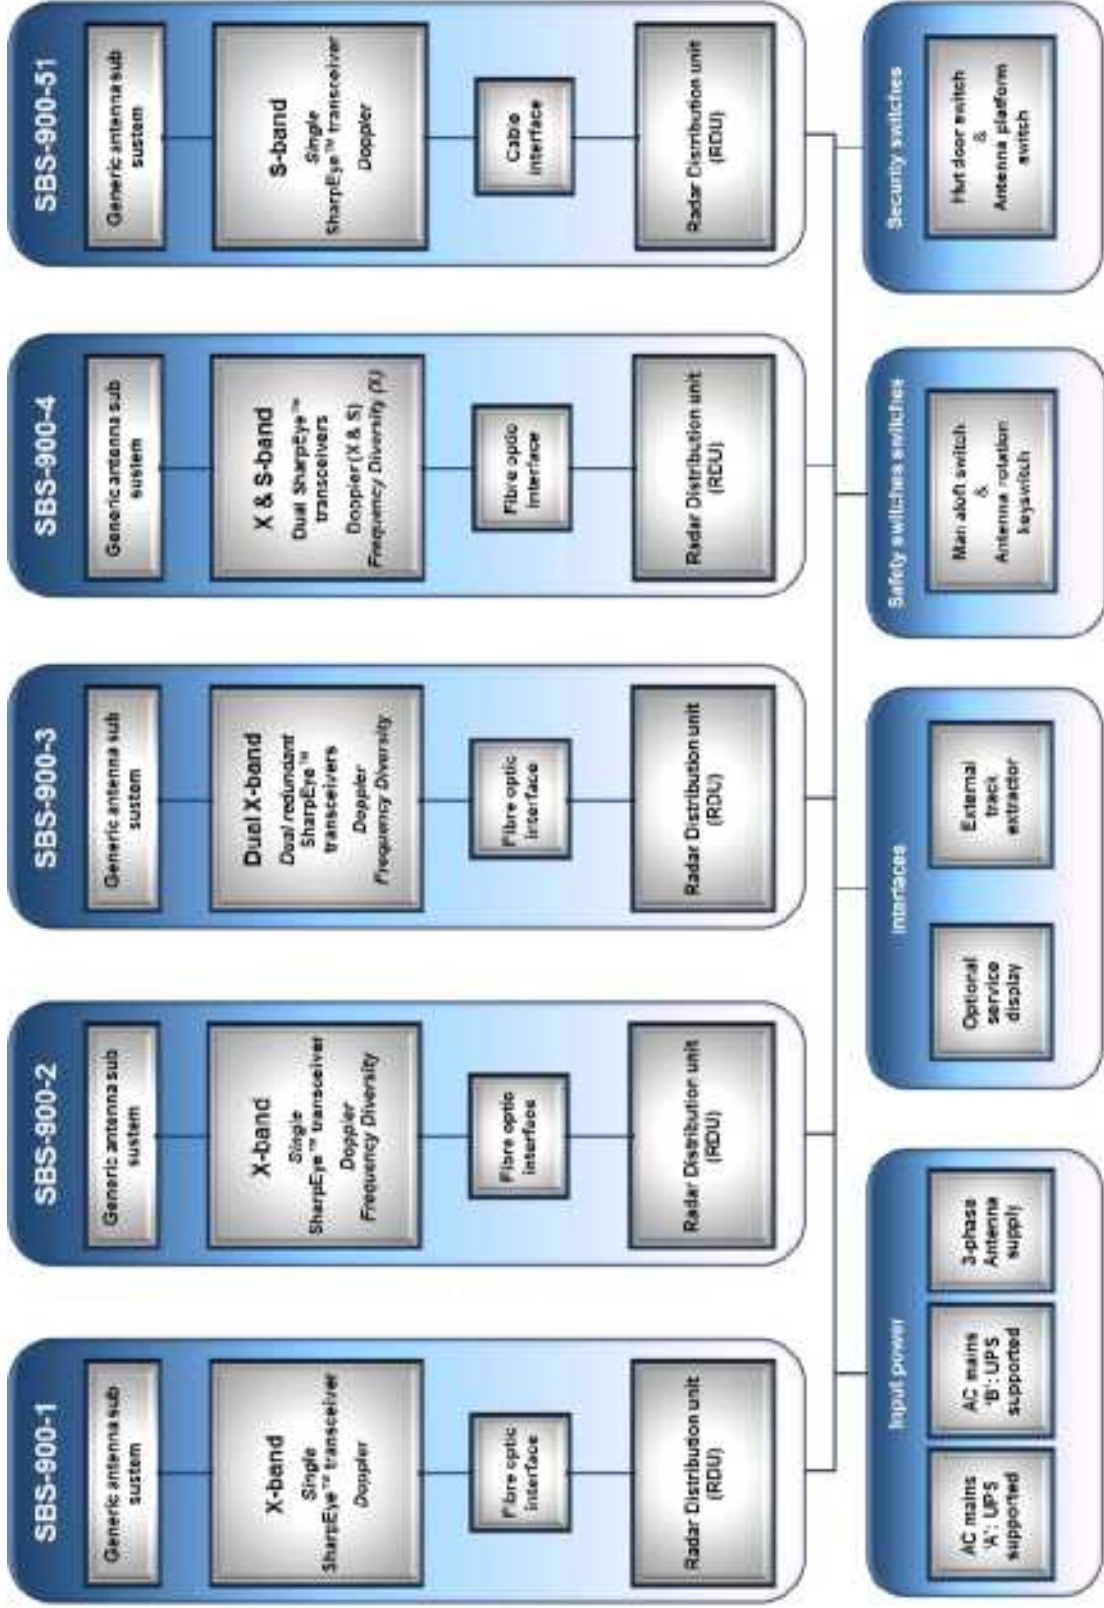 SBS-900-1
Generic antenna sub
sustem
X-band
Single
SharpEye™ transceiver
Doppler
Fibre optic
interface
Radar Distribution unit
(RDU)
SBS-900-2
Generic antenna sub
sustem
X-band
Single
SharpEye™ transceiver
Doppler
Frequency Diversity
Fibre optic
interface
Radar Distribution unit
(RDU)
SBS-900-3
Generic antenna sub
sustem
Dual X-band
Dual redundant
SharpEye™
transceivers
Doppler
Frequency Diversity
Fibre optic
interface
Radar Distribution unit
(RDU)
SBS-900-4
Generic antenna sub
sustem
X & S-band
Dual SharpEye™
transceivers
Doppler (X & S)
Frequency Diversity (X)
Fibre optic
interface
Radar Distribution unit
(RDU)
SBS-900-51
Generic antenna sub
sustem
S-band
Single
SharpEye™ transceiver
Doppler
Cable
interface
Radar Distribution unit
(RDU)
Input power
AC mains
'A': UPS
supported
AC mains
'B': UPS
supported
3-phase
Antenna
supply
Interfaces
Optional
service
display
External
track
extractor
Safety switches switches
Man aloft switch
&
Antenna rotation
keyswitch
Security switches
Hut door switch
&
Antenna platform
switch